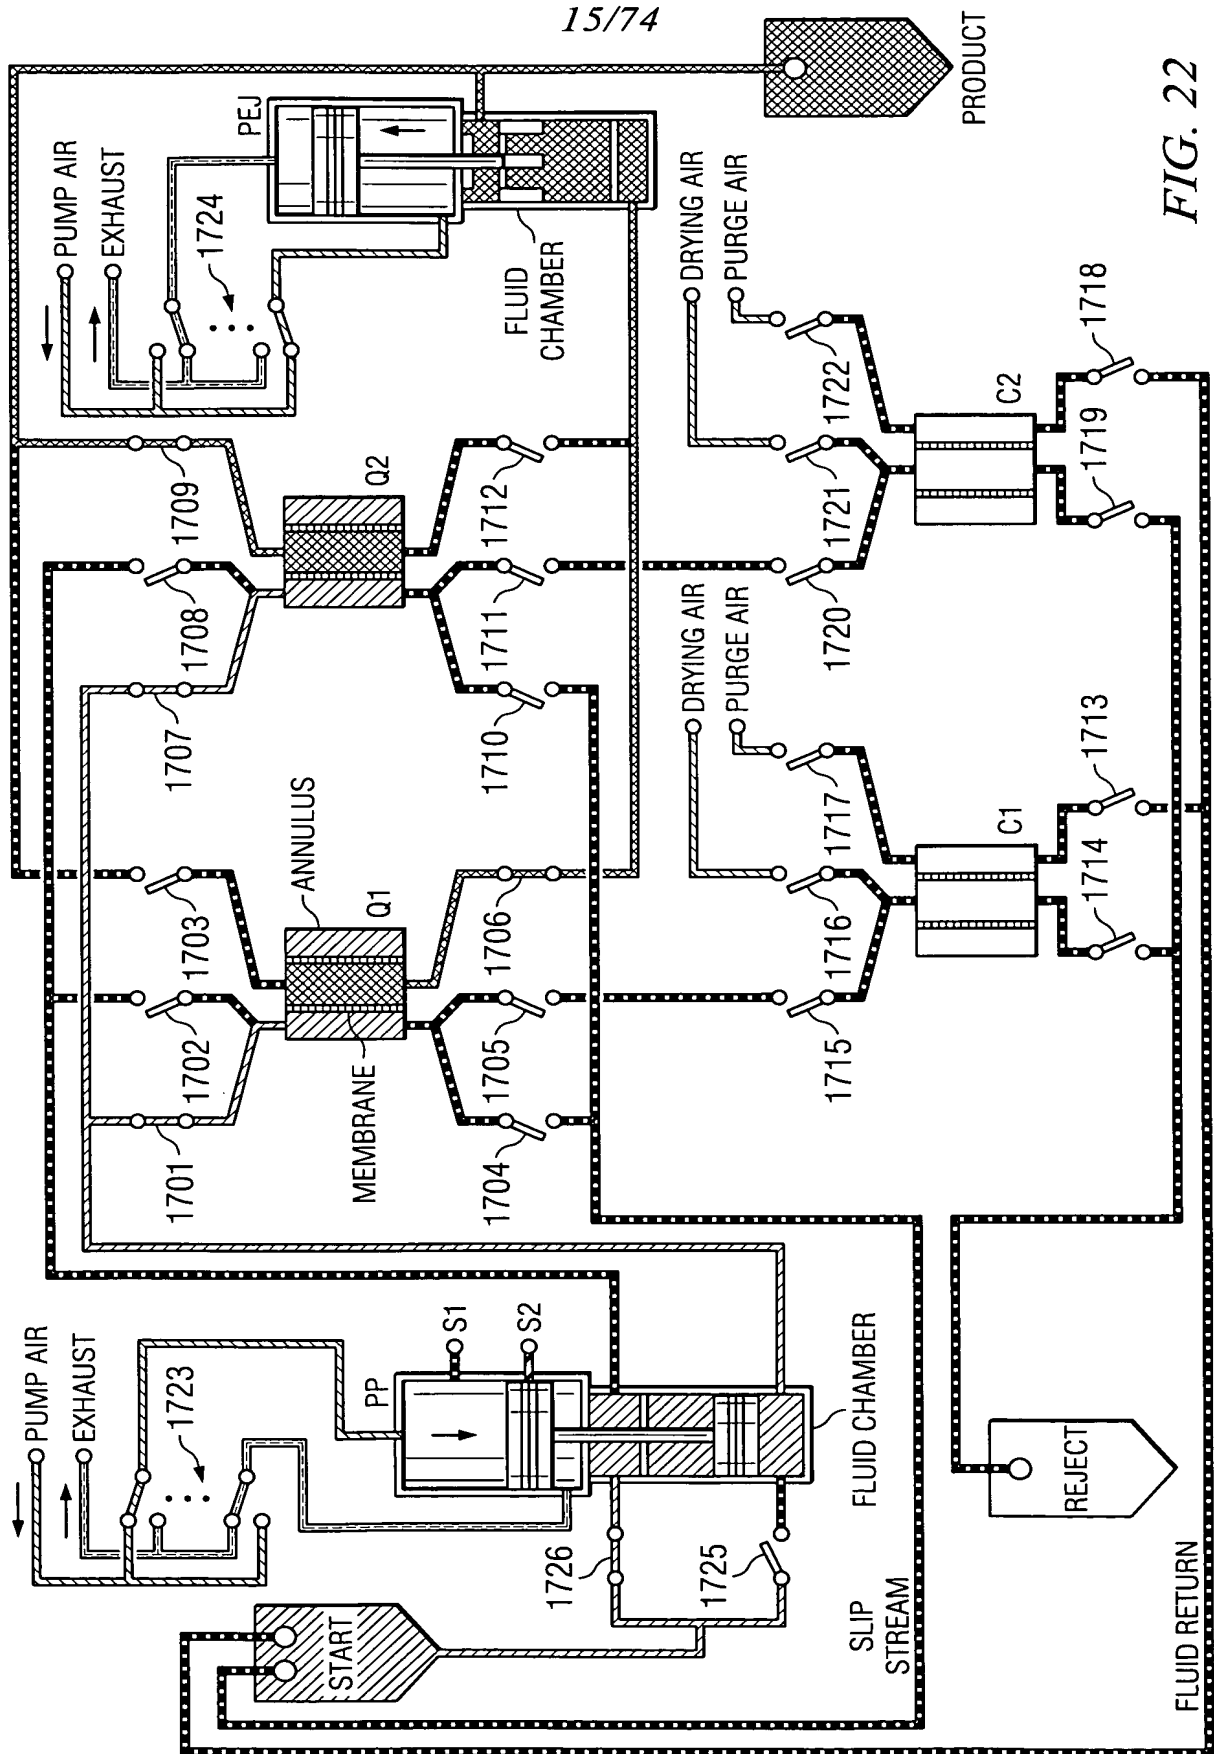 15/74
PUMP AIR
EXHAUST
1723
PP
S1
S2
START
1726
1725
FLUID CHAMBER
SLIP
STREAM
FLUID RETURN
REJECT
1701
1702
1703
ANNULUS
MEMBRANE
Q1
1704
1705
1706
1707
1708
1709
Q2
1710
1711
1712
PUMP AIR
EXHAUST
1724
PEJ
FLUID
CHAMBER
PRODUCT
DRYING AIR
PURGE AIR
1715
1716
1717
C1
1714
1713
DRYING AIR
PURGE AIR
1720
1721
1722
C2
1719
1718
FIG. 22